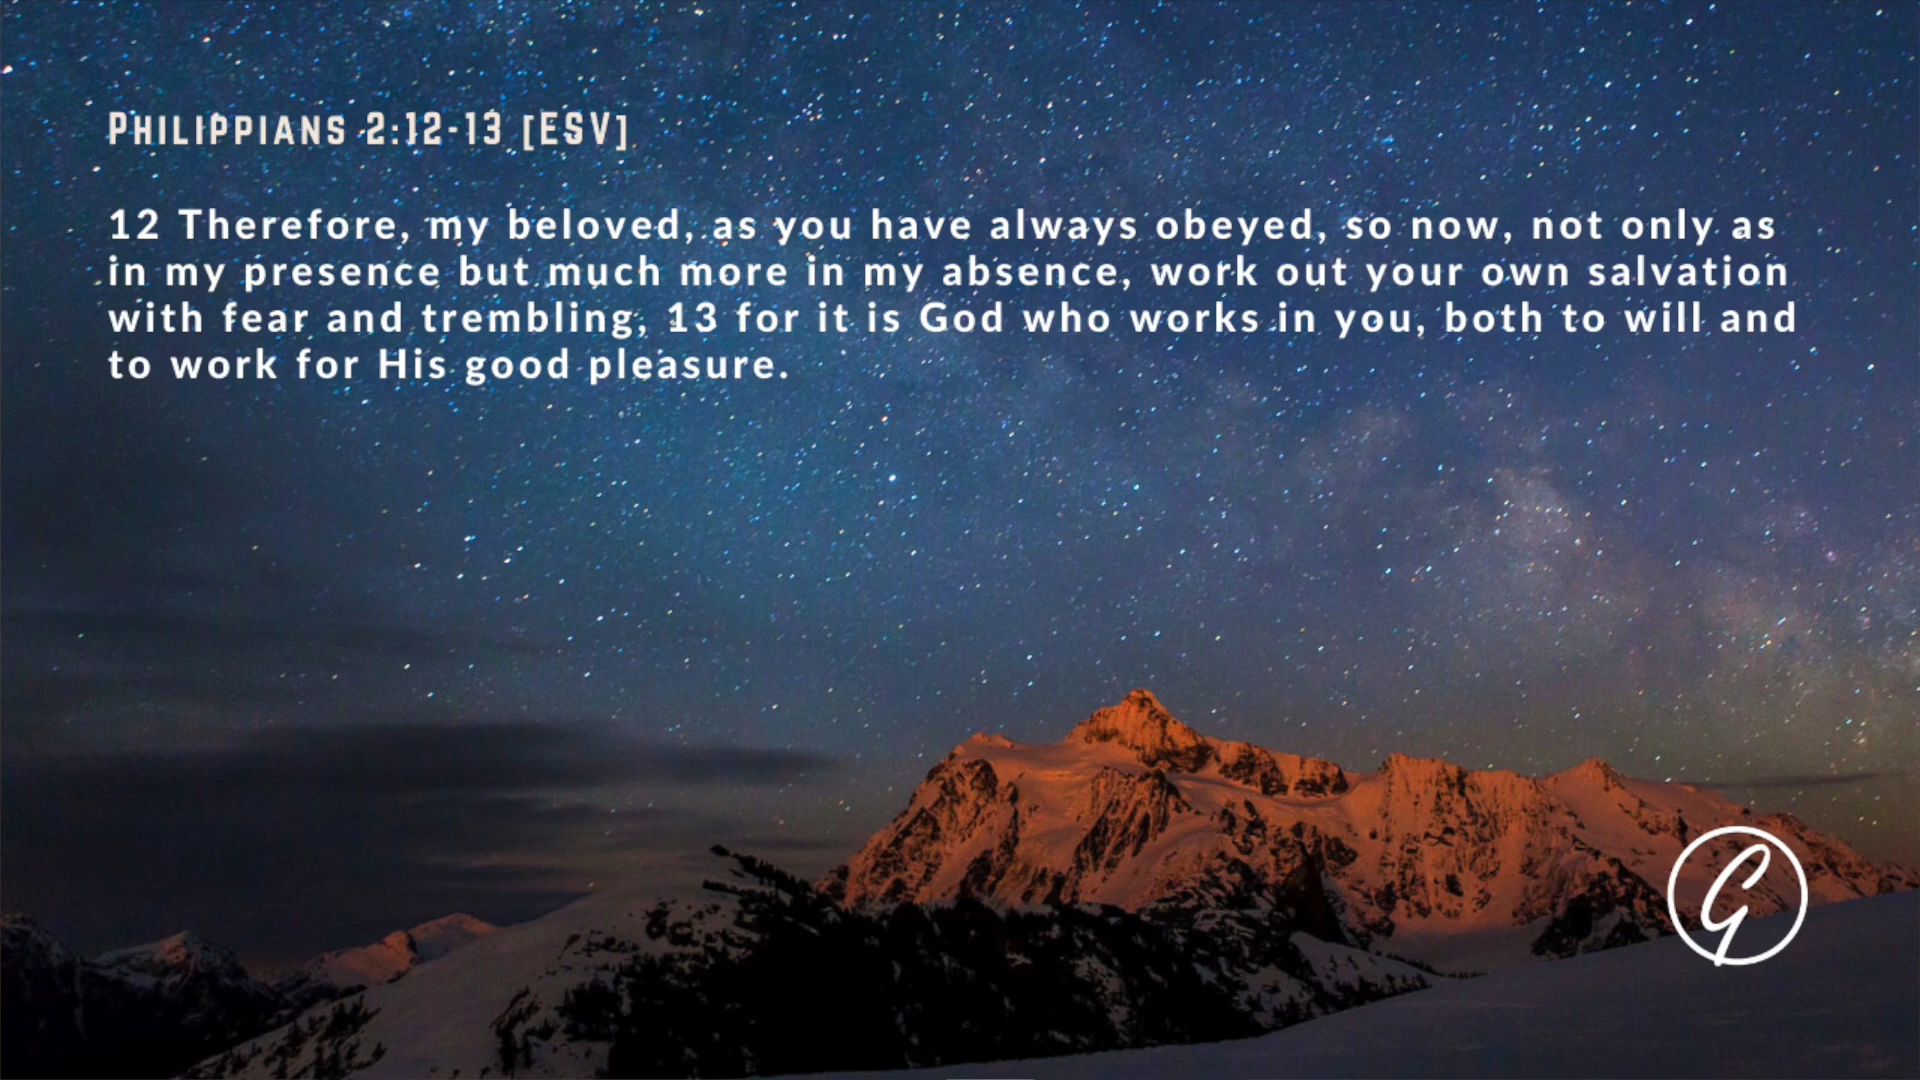 PHILIPPIANS 2:12-13 [ESV]
12 Therefore, my beloved, as you have always obeyed, so now, not only as
in my presence but much more in my absence, work out your own salvation
with fear and trembling, 13 for it is God who works in you, both to will and
to work for His good pleasure.
G